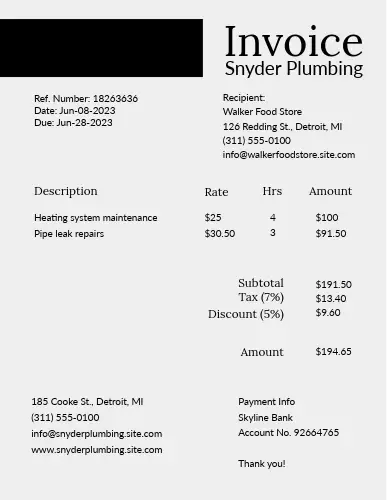 Invoice
Snyder Plumbing
Ref. Number: 18263636
Date: Jun-08-2023
Due: Jun-28-2023
Recipient:
Walker Food Store
126 Redding St., Detroit, MI
(311) 555-0100
info@walkerfoodstore.site.com
Description Rate Hrs Amount
Heating system maintenance $25 4 $100
Pipe leak repairs $30.50 3 $91.50
Subtotal $191.50
Tax (7%) $13.40
Discount (5%) $9.60
Amount $194.65
185 Cooke St., Detroit, MI
(311) 555-0100
info@snyderplumbing.site.com
www.snyderplumbing.site.com
Payment Info
Skyline Bank
Account No. 92664765
Thank you!